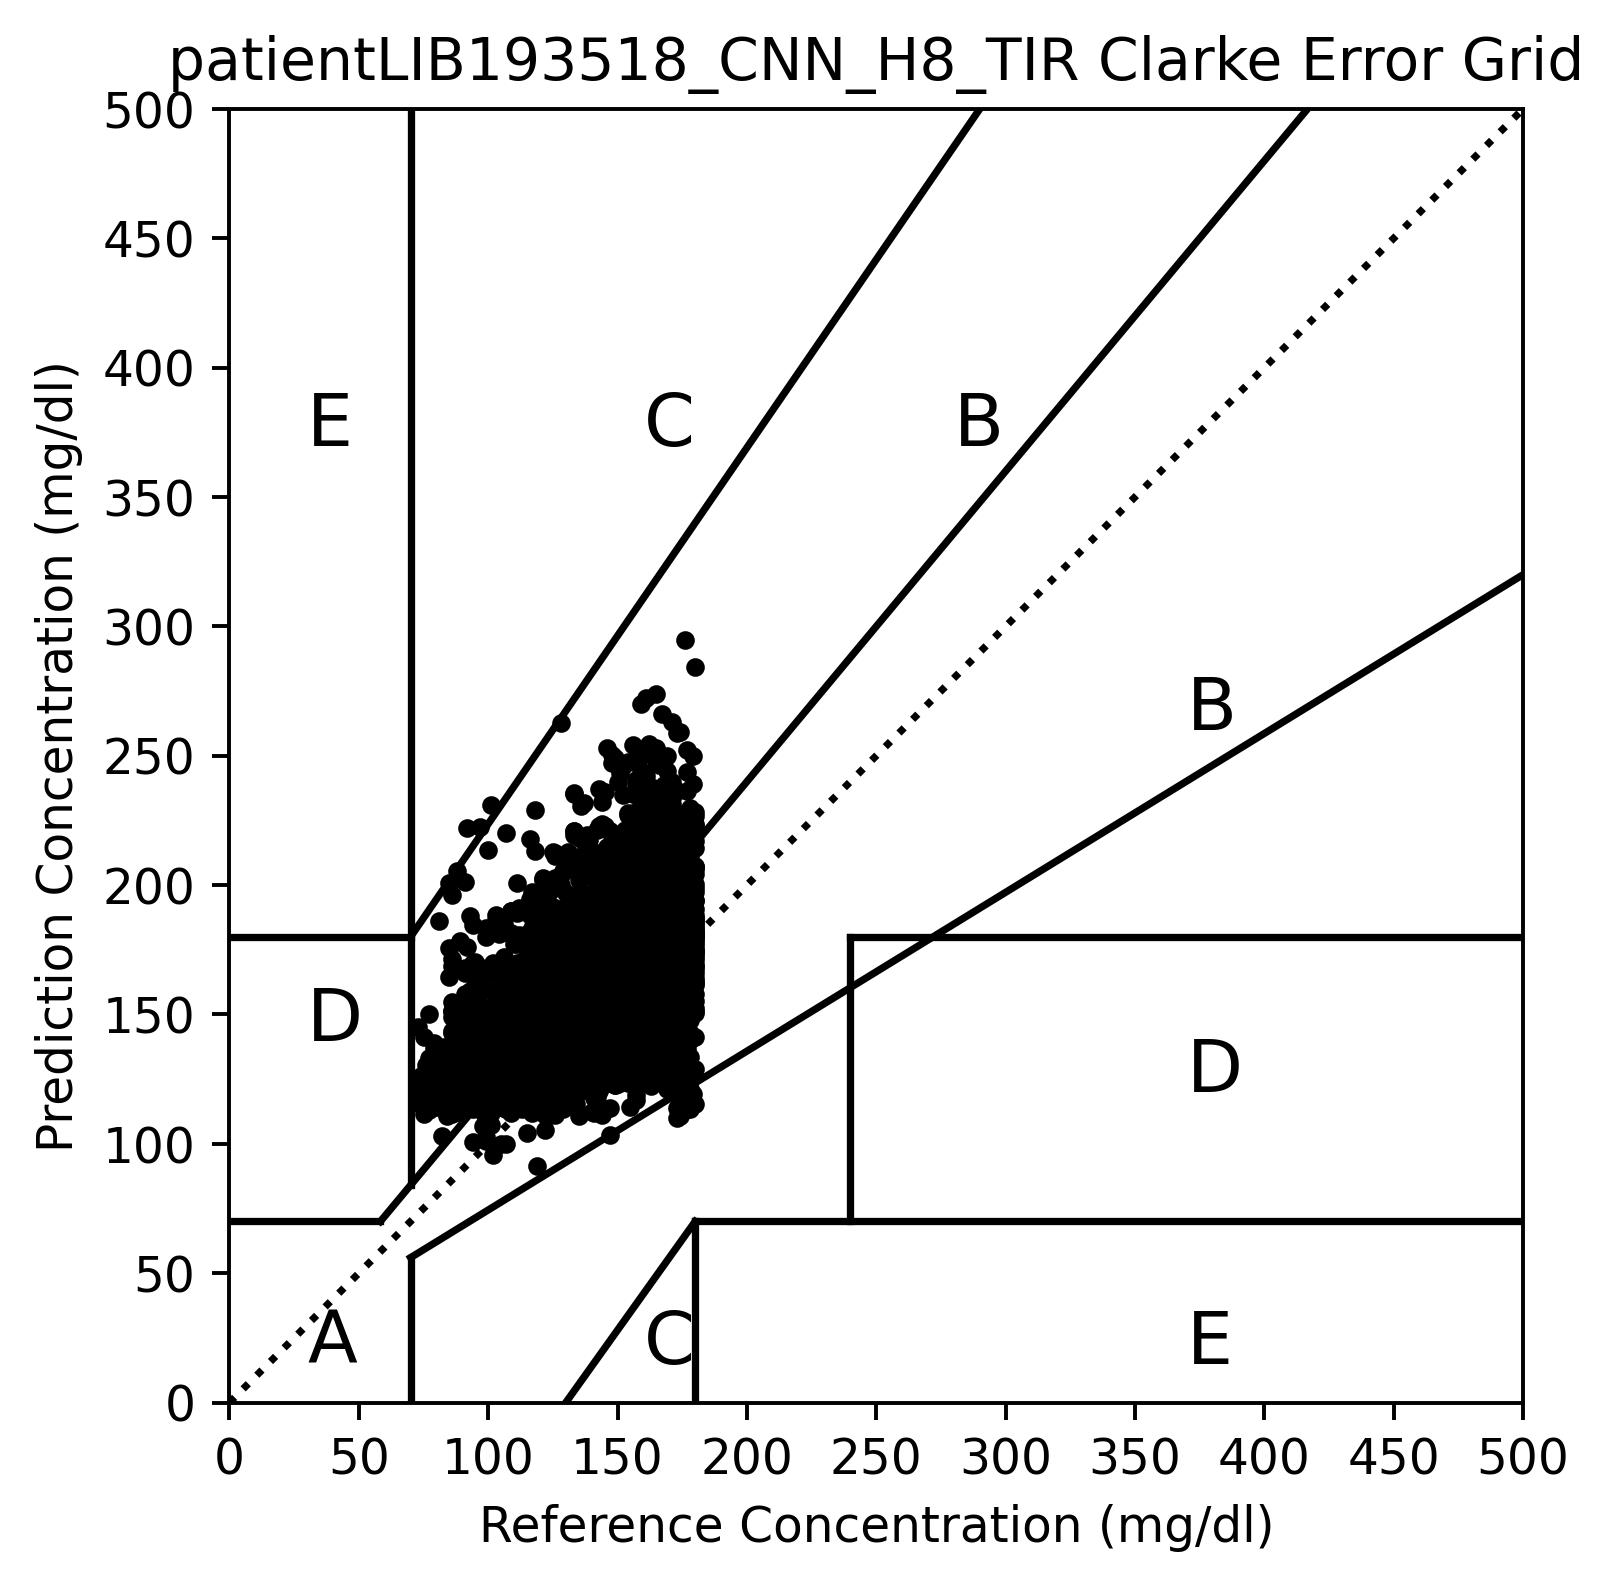 patientLIB193518_CNN_H8_TIR Clarke Error Grid
500
450
400
350
300
250
200
150
100
50
0
Prediction Concentration (mg/dl)
E
C
B
B
D
D
A
C
E
0 50 100 150 200 250 300 350 400 450 500
Reference Concentration (mg/dl)